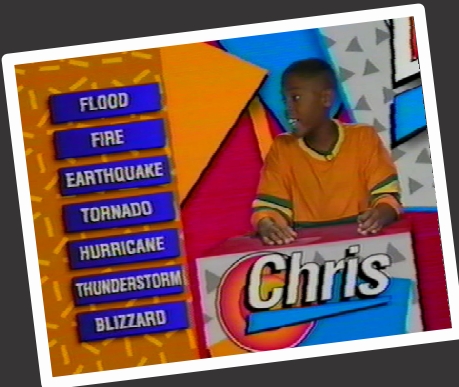 FLOOD
FIRE
EARTHQUAKE
TORNADO
HURRICANE
THUNDERSTORM
BLIZZARD
Chris